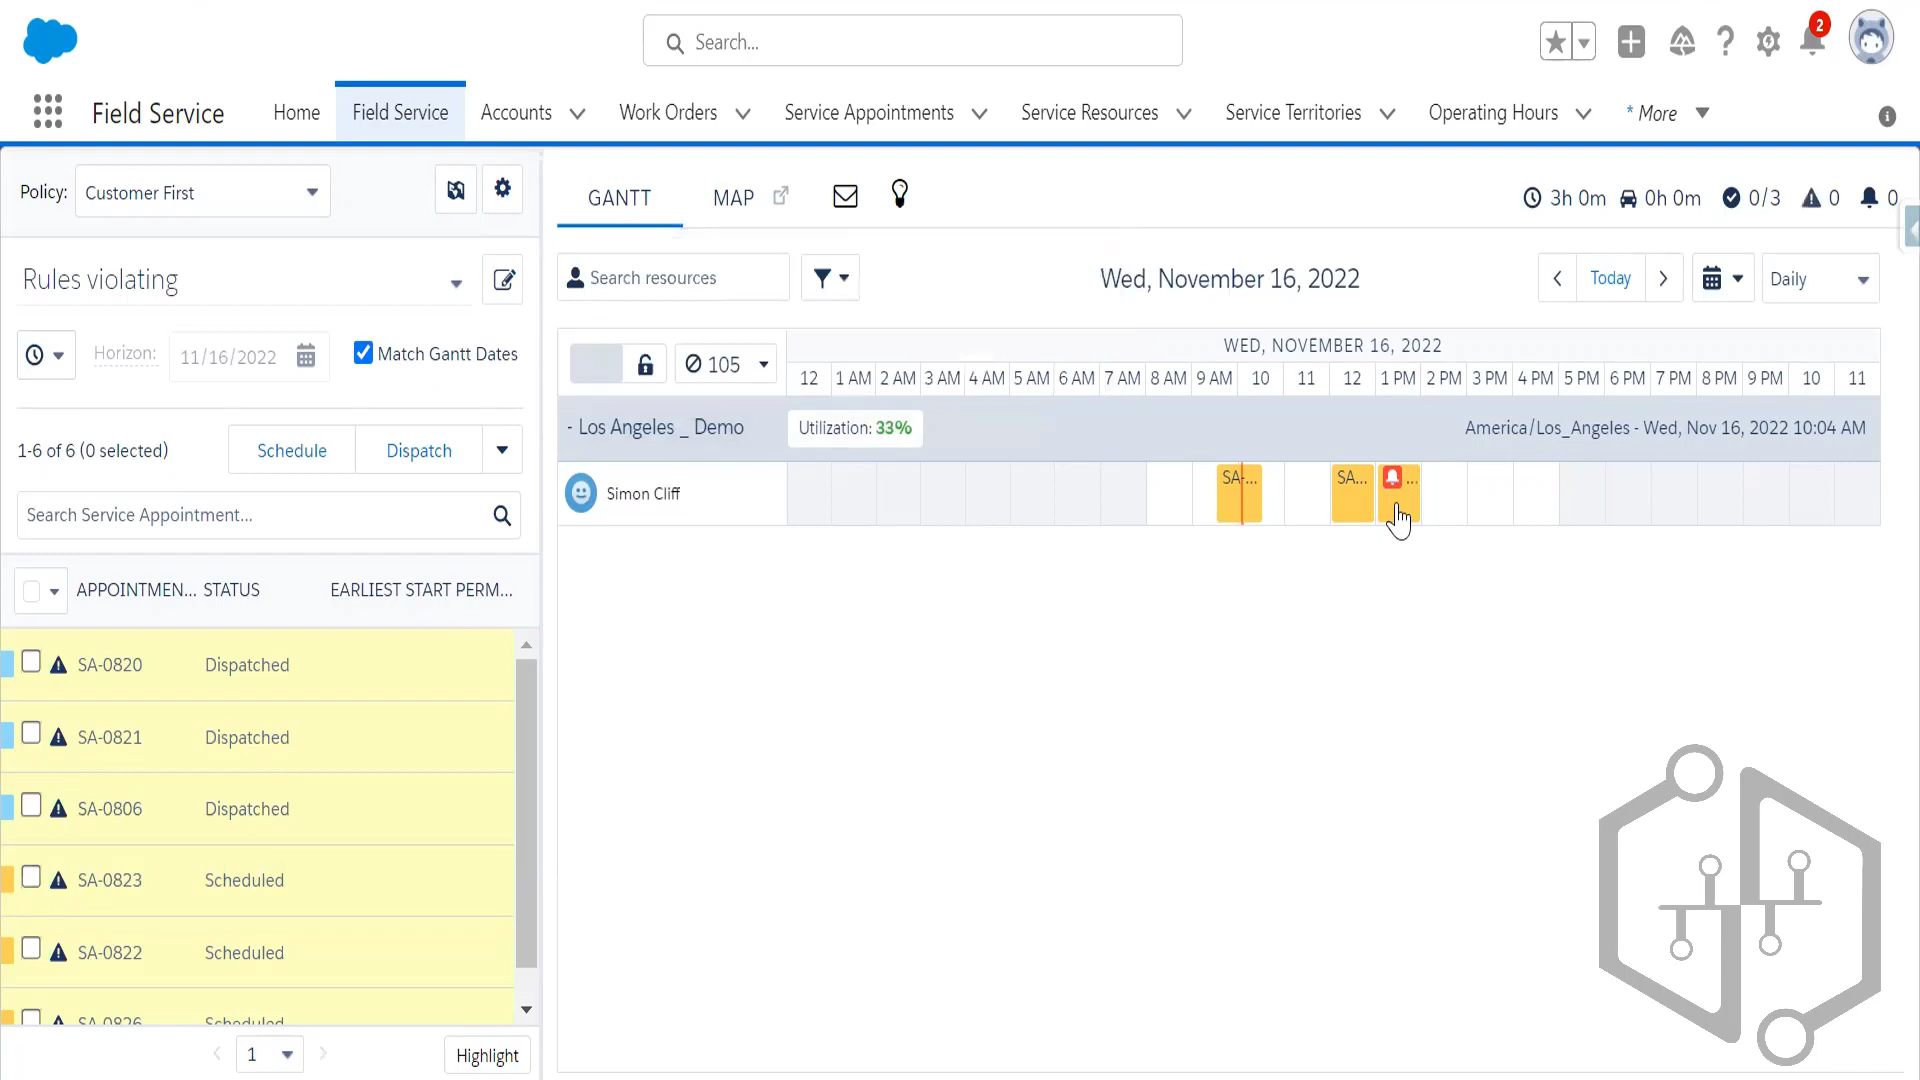 Search...
2
Field Service
Home
Field Service
Accounts
Work Orders
Service Appointments
Service Resources
Service Territories
Operating Hours
* More
Policy:
Customer First
GANTT
MAP
3h 0m
0h 0m
0/3
0
0
Rules violating
Search resources
Wed, November 16, 2022
Today
Daily
Horizon:
11/16/2022
Match Gantt Dates
105
WED, NOVEMBER 16, 2022
12 1 AM 2 AM 3 AM 4 AM 5 AM 6 AM 7 AM 8 AM 9 AM 10 11 12 1 PM 2 PM 3 PM 4 PM 5 PM 6 PM 7 PM 8 PM 9 PM 10 11
- Los Angeles _ Demo
Utilization: 33%
America/Los_Angeles - Wed, Nov 16, 2022 10:04 AM
1-6 of 6 (0 selected)
Schedule
Dispatch
Simon Cliff
SA-...
SA...
...
Search Service Appointment...
APPOINTMEN... STATUS EARLIEST START PERM...
SA-0820 Dispatched
SA-0821 Dispatched
SA-0806 Dispatched
SA-0823 Scheduled
SA-0822 Scheduled
SA-0826 Scheduled
1
Highlight